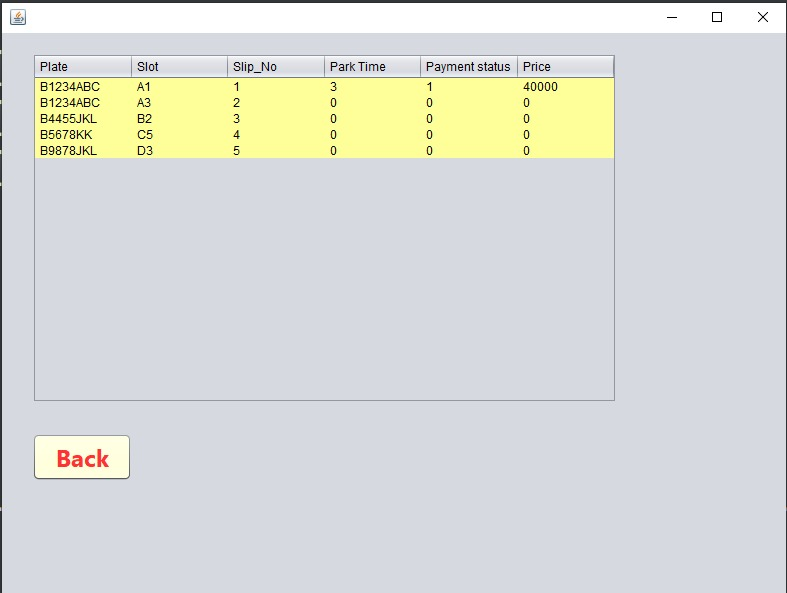 Plate Slot Slip_No Park Time Payment status Price
B1234ABC A1 1 3 1 40000
B1234ABC A3 2 0 0 0
B4455JKL B2 3 0 0 0
B5678KK C5 4 0 0 0
B9878JKL D3 5 0 0 0
Back